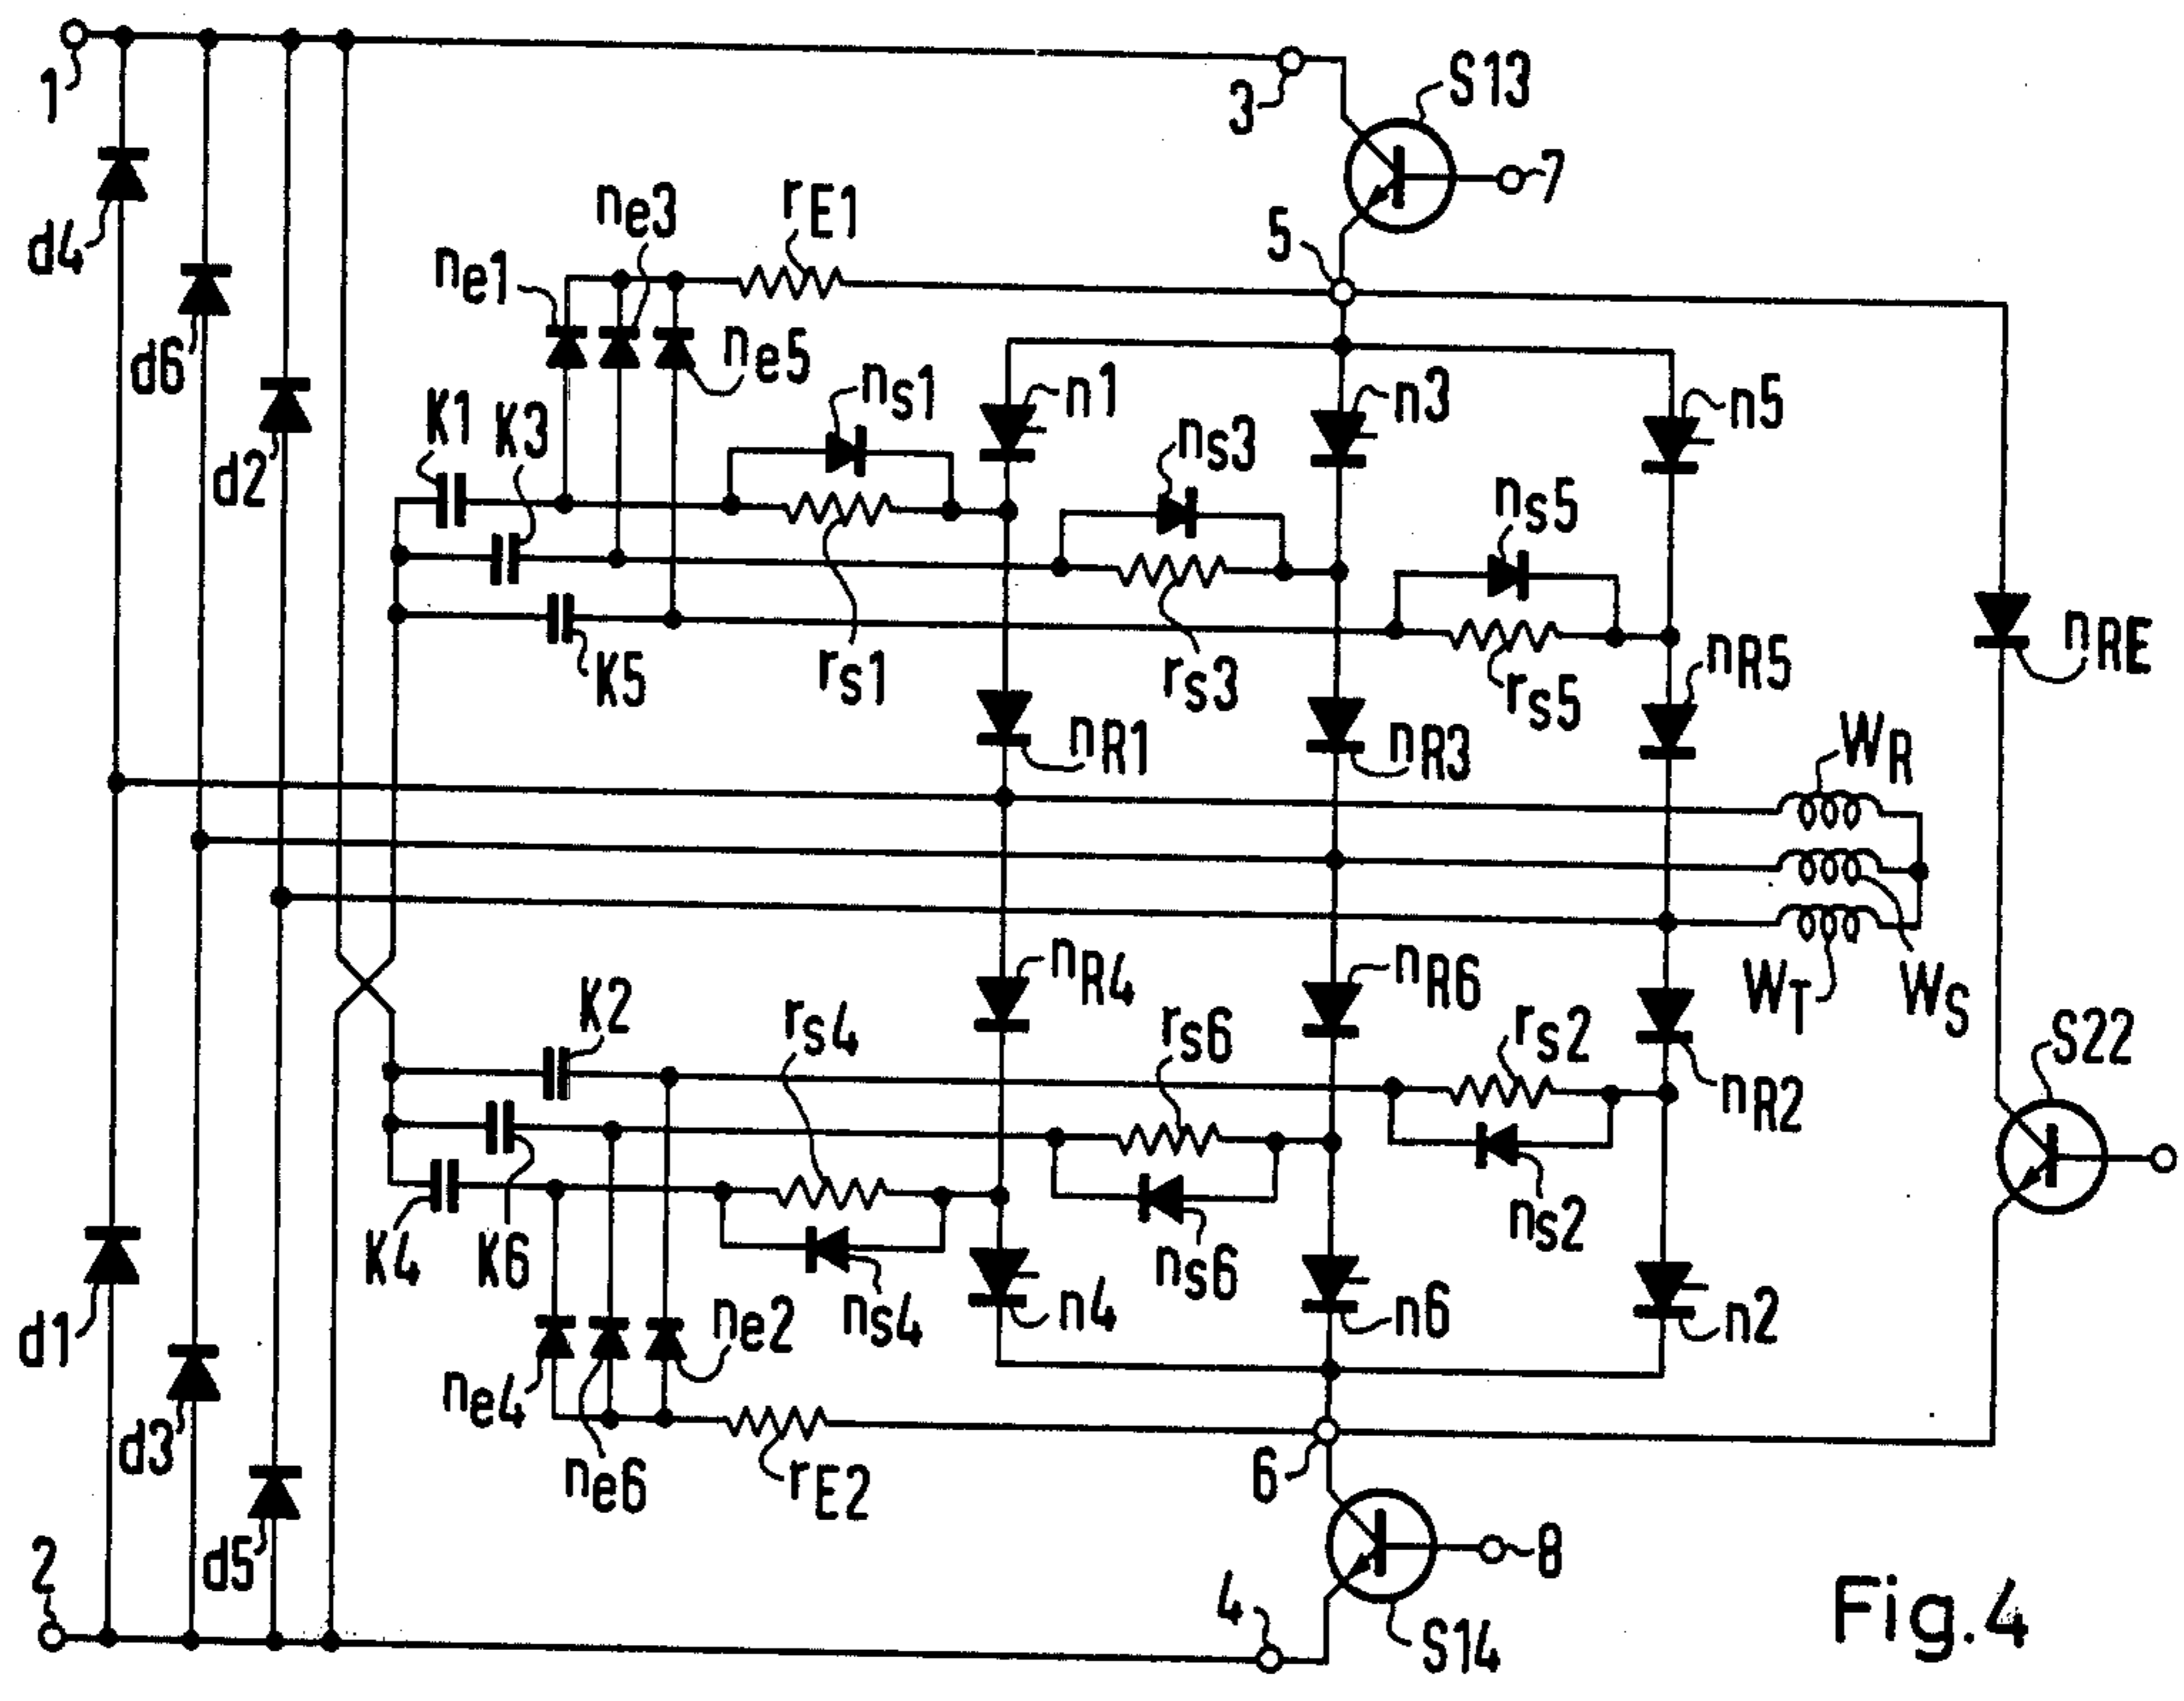 1
3
S13
7
d4
ne3
rE1
5
ne1
d6
ne5
ns1
n1
n3
n5
K1
K3
ns3
d2
ns5
K5
rs1
rs3
rs5
nR5
nRE
nR1
nR3
WR
nR4
nR6
WT
WS
K2
rs4
rs6
rs2
S22
nR2
K4
K6
ns4
ns6
ns2
d1
n4
n6
n2
ne2
ne4
d3
ne6
rE2
6
d5
2
8
4
S14
Fig.4